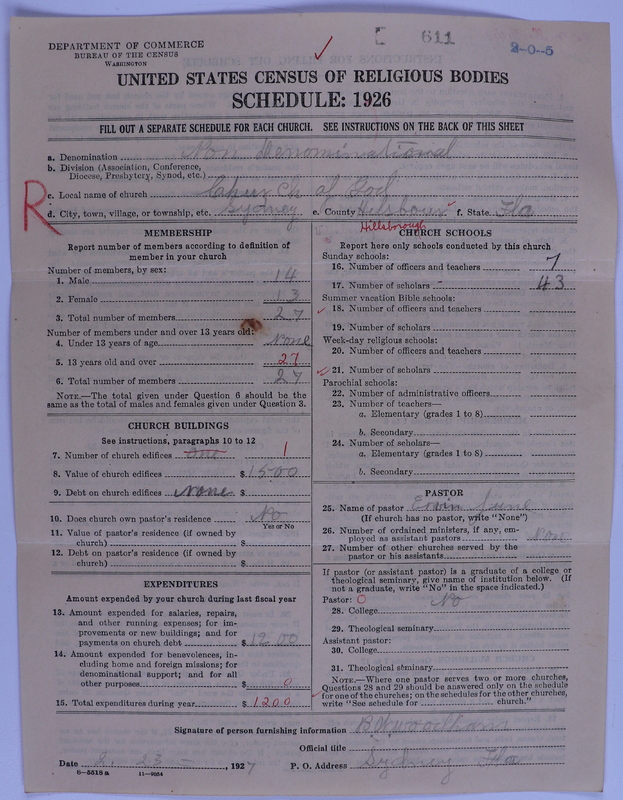 611
2-0-5
DEPARTMENT OF COMMERCE
BUREAU OF THE CENSUS
WASHINGTON
UNITED STATES CENSUS OF RELIGIOUS BODIES
SCHEDULE: 1926
FILL OUT A SEPARATE SCHEDULE FOR EACH CHURCH. SEE INSTRUCTIONS ON THE BACK OF THIS SHEET
a. Denomination Non Denominational
b. Division (Association, Conference,
Diocese, Presbytery, Synod, etc.)
R
c. Local name of church Church of God
d. City, town, village, or township, etc. Sydney e. County Hillsbour f. State Fla
Hillsborough
MEMBERSHIP
Report number of members according to definition of
member in your church
Number of members, by sex:
1. Male 14
2. Female 13
3. Total number of members 27
Number of members under and over 13 years old:
4. Under 13 years of age None
5. 13 years old and over 27
6. Total number of members 27
NOTE.—The total given under Question 6 should be
the same as the total of males and females given under Question 3.
CHURCH BUILDINGS
See instructions, paragraphs 10 to 12
7. Number of church edifices one 1
8. Value of church edifices $1500
9. Debt on church edifices None $
10. Does church own pastor's residence No
Yes or No
11. Value of pastor's residence (if owned by
church) $
12. Debt on pastor's residence (if owned by
church) $
EXPENDITURES
Amount expended by your church during last fiscal year
13. Amount expended for salaries, repairs,
and other running expenses; for im-
provements or new buildings; and for
payments on church debt $1200
14. Amount expended for benevolences, in-
cluding home and foreign missions; for
denominational support; and for all
other purposes $ 0
15. Total expenditures during year $1200
CHURCH SCHOOLS
Report here only schools conducted by this church
Sunday schools:
16. Number of officers and teachers 7
17. Number of scholars 43
Summer vacation Bible schools:
18. Number of officers and teachers
19. Number of scholars
Week-day religious schools:
20. Number of officers and teachers
21. Number of scholars
Parochial schools:
22. Number of administrative officers
23. Number of teachers—
a. Elementary (grades 1 to 8)
b. Secondary
24. Number of scholars—
a. Elementary (grades 1 to 8)
b. Secondary
PASTOR
25. Name of pastor June
(If church has no pastor, write "None")
26. Number of ordained ministers, if any, em-
ployed as assistant pastors None
27. Number of other churches served by the
pastor or his assistants
If pastor (or assistant pastor) is a graduate of a college or
theological seminary, give name of institution below. (If
not a graduate, write "No" in the space indicated.)
Pastor: 0 No
28. College
29. Theological seminary
Assistant pastor:
30. College
31. Theological seminary
NOTE.—Where one pastor serves two or more churches,
Questions 28 and 29 should be answered only on the schedule
for one of the churches; on the schedules for the other churches,
write "See schedule for church."
Signature of person furnishing information
Official title
Date 2 23 - , 1927 P. O. Address Sydney Fla
8-5518 a 11-9054